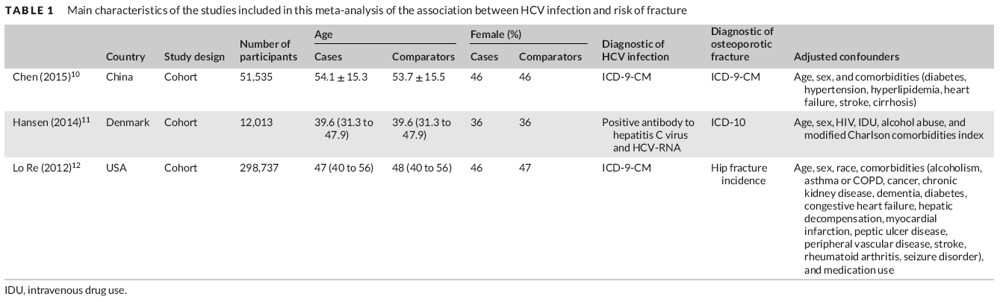 TABLE 1 Main characteristics of the studies included in this meta-analysis of the association between HCV infection and risk of fracture
Country Study design Number of participants Age Female (%) Diagnostic of HCV infection Diagnostic of osteoporotic fracture Adjusted confounders
Cases Comparators Cases Comparators
Chen (2015)10 China Cohort 51,535 54.1 ± 15.3 53.7 ± 15.5 46 46 ICD-9-CM ICD-9-CM Age, sex, and comorbidities (diabetes,
hypertension, hyperlipidemia, heart
failure, stroke, cirrhosis)
Hansen (2014)11 Denmark Cohort 12,013 39.6 (31.3 to 39.6 (31.3 to 36 36 Positive antibody to ICD-10 Age, sex, HIV, IDU, alcohol abuse, and
47.9) 47.9) hepatitis C virus modified Charlson comorbidities index
and HCV-RNA
Lo Re (2012)12 USA Cohort 298,737 47 (40 to 56) 48 (40 to 56) 46 47 ICD-9-CM Hip fracture Age, sex, race, comorbidities (alcoholism,
incidence asthma or COPD, cancer, chronic
kidney disease, dementia, diabetes,
congestive heart failure, hepatic
decompensation, myocardial
infarction, peptic ulcer disease,
peripheral vascular disease, stroke,
rheumatoid arthritis, seizure disorder),
and medication use
IDU, intravenous drug use.